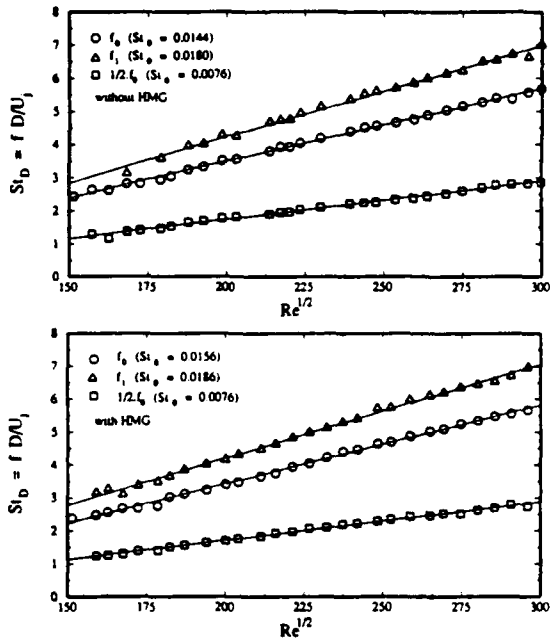 8
7
6
5
4
3
2
1
0
St_D = f D/U_j
○ f_0 (St_θ = 0.0144)
△ f_1 (St_θ = 0.0180)
□ 1/2.f_0 (St_θ = 0.0076)
without HMG
150 175 200 225 250 275 300
Re^1/2
8
7
6
5
4
3
2
1
0
St_D = f D/U_j
○ f_0 (St_θ = 0.0156)
△ f_1 (St_θ = 0.0186)
□ 1/2.f_0 (St_θ = 0.0076)
with HMG
150 175 200 225 250 275 300
Re^1/2